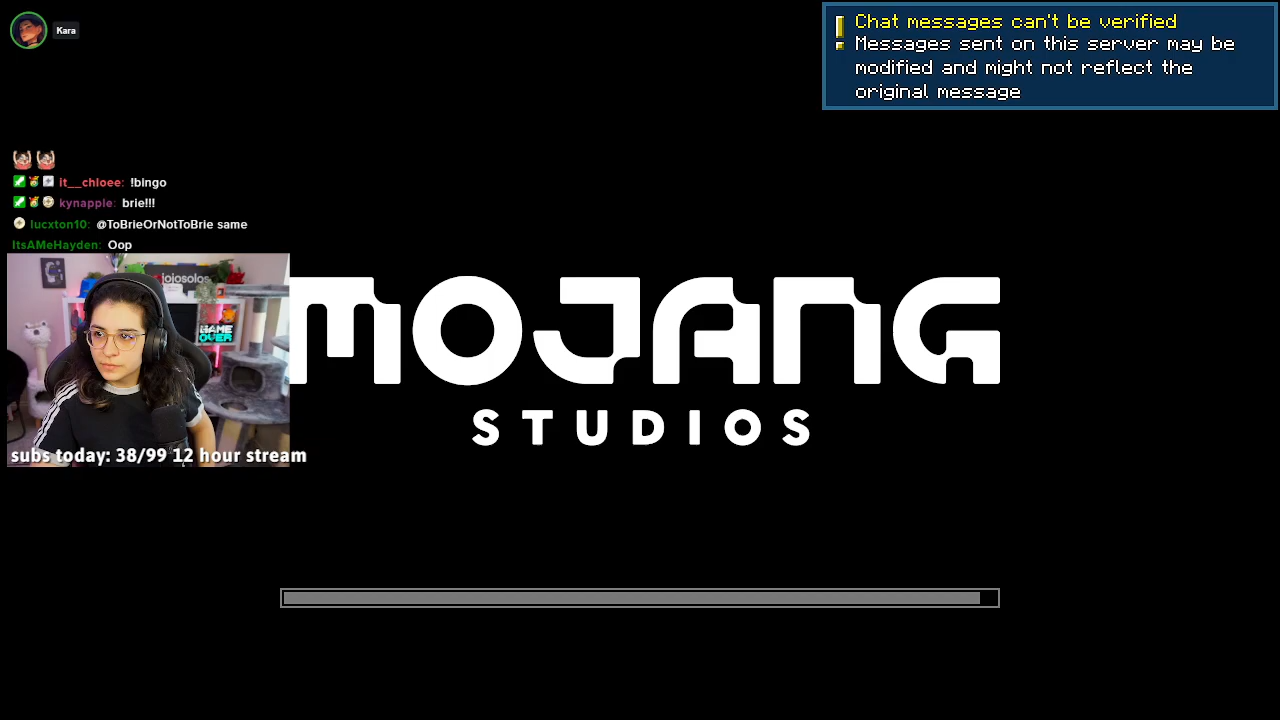 Kara
Chat messages can't be verified
Messages sent on this server may be
modified and might not reflect the
original message
it__chloee: !bingo
kynapple: brie!!!
lucxton10: @ToBrieOrNotToBrie same
ItsAMeHayden: Oop
jojosolos
GAME
OVER
MOJANG
STUDIOS
subs today: 38/99 12 hour stream